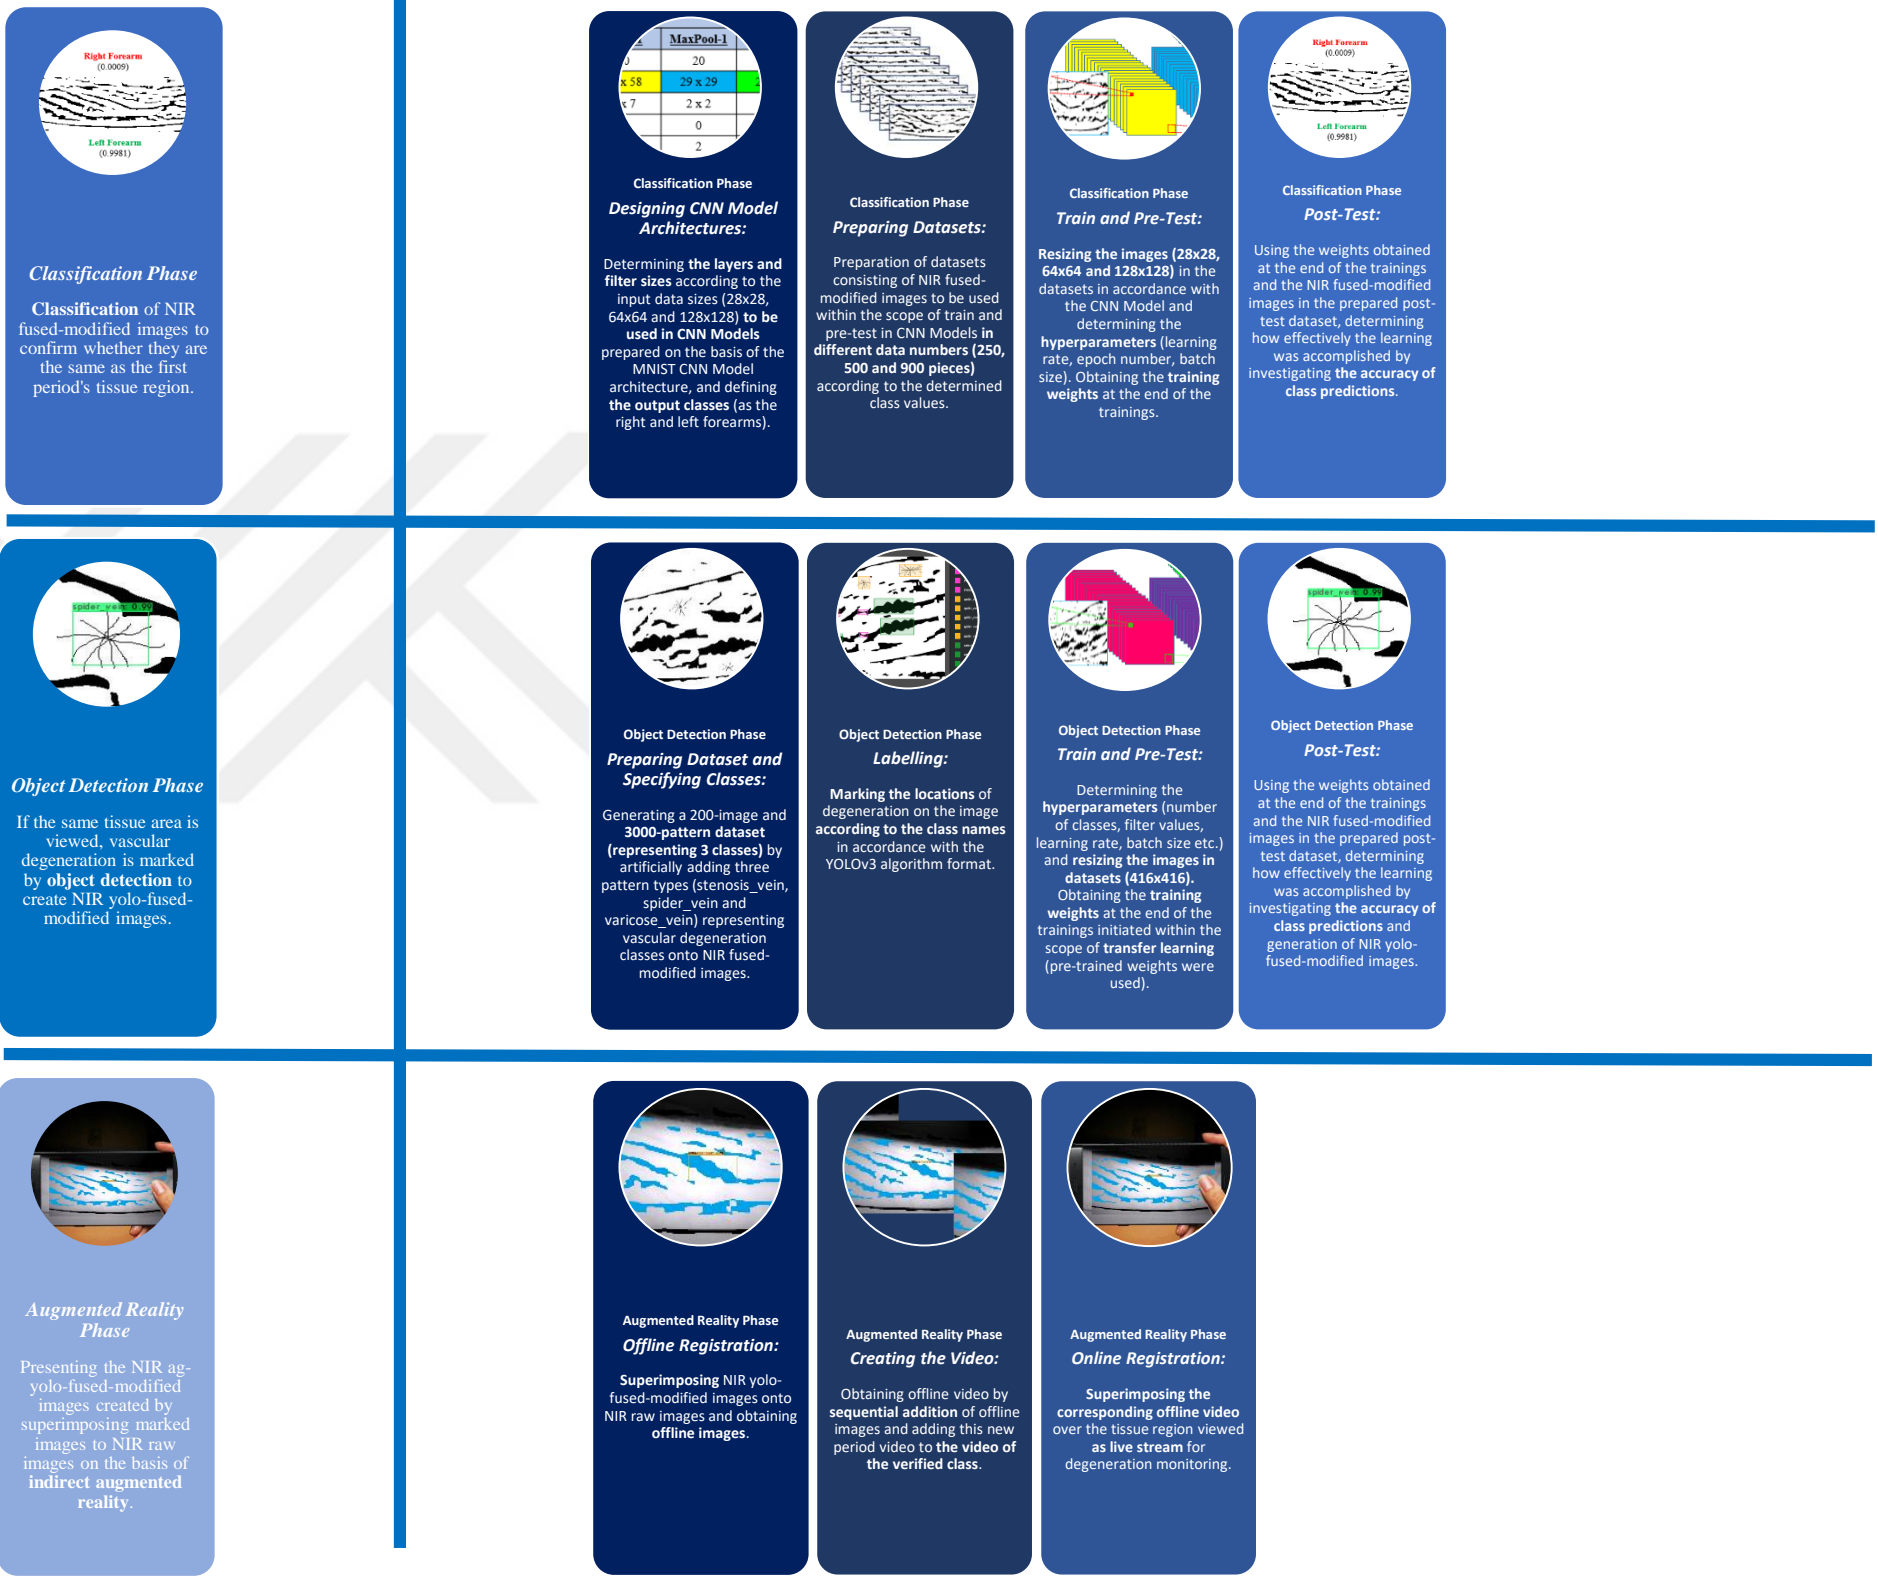 Right Forearm
(0.0009)
Left Forearm
(0.9981)
Classification Phase
Classification of NIR
fused-modified images to
confirm whether they are
the same as the first
period's tissue region.
MaxPool-1
20
x 58
29 x 29
2
x 7
2 x 2
0
2
Classification Phase
Designing CNN Model
Architectures:
Determining the layers and
filter sizes according to the
input data sizes (28x28,
64x64 and 128x128) to be
used in CNN Models
prepared on the basis of the
MNIST CNN Model
architecture, and defining
the output classes (as the
right and left forearms).
Classification Phase
Preparing Datasets:
Preparation of datasets
consisting of NIR fused-
modified images to be used
within the scope of train and
pre-test in CNN Models in
different data numbers (250,
500 and 900 pieces)
according to the determined
class values.
Classification Phase
Train and Pre-Test:
Resizing the images (28x28,
64x64 and 128x128) in the
datasets in accordance with
the CNN Model and
determining the
hyperparameters (learning
rate, epoch number, batch
size). Obtaining the training
weights at the end of the
trainings.
Right Forearm
(0.0009)
Left Forearm
(0.9981)
Classification Phase
Post-Test:
Using the weights obtained
at the end of the trainings
and the NIR fused-modified
images in the prepared post-
test dataset, determining
how effectively the learning
was accomplished by
investigating the accuracy of
class predictions.
spider_vein: 0.99
Object Detection Phase
If the same tissue area is
viewed, vascular
degeneration is marked
by object detection to
create NIR yolo-fused-
modified images.
Object Detection Phase
Preparing Dataset and
Specifying Classes:
Generating a 200-image and
3000-pattern dataset
(representing 3 classes) by
artificially adding three
pattern types (stenosis_vein,
spider_vein and
varicose_vein) representing
vascular degeneration
classes onto NIR fused-
modified images.
Object Detection Phase
Labelling:
Marking the locations of
degeneration on the image
according to the class names
in accordance with the
YOLOv3 algorithm format.
Object Detection Phase
Train and Pre-Test:
Determining the
hyperparameters (number
of classes, filter values,
learning rate, batch size etc.)
and resizing the images in
datasets (416x416).
Obtaining the training
weights at the end of the
trainings initiated within the
scope of transfer learning
(pre-trained weights were
used).
spider_vein: 0.99
Object Detection Phase
Post-Test:
Using the weights obtained
at the end of the trainings
and the NIR fused-modified
images in the prepared post-
test dataset, determining
how effectively the learning
was accomplished by
investigating the accuracy of
class predictions and
generation of NIR yolo-
fused-modified images.
Augmented Reality
Phase
Presenting the NIR ag-
yolo-fused-modified
images created by
superimposing marked
images to NIR raw
images on the basis of
indirect augmented
reality.
Augmented Reality Phase
Offline Registration:
Superimposing NIR yolo-
fused-modified images onto
NIR raw images and obtaining
offline images.
Augmented Reality Phase
Creating the Video:
Obtaining offline video by
sequential addition of offline
images and adding this new
period video to the video of
the verified class.
Augmented Reality Phase
Online Registration:
Superimposing the
corresponding offline video
over the tissue region viewed
as live stream for
degeneration monitoring.